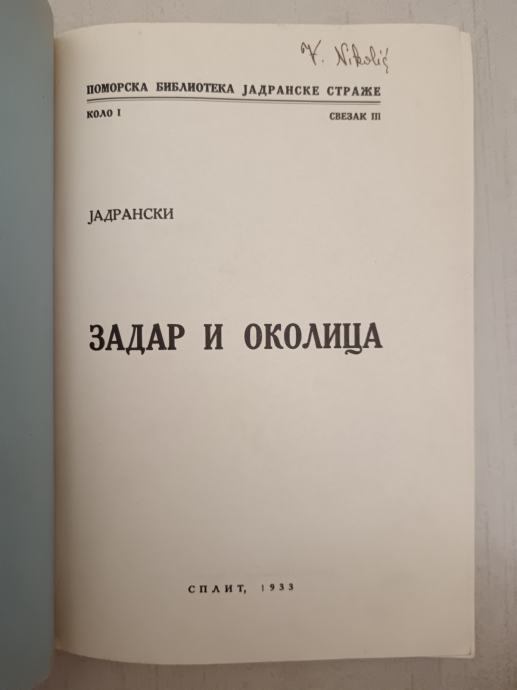 V. Nikolić
ПОМОРСКА БИБЛИОТЕКА ЈАДРАНСКЕ СТРАЖЕ
КОЛО I СВЕЗАК III
ЈАДРАНСКИ
ЗАДАР И ОКОЛИЦА
СПЛИТ, 1933